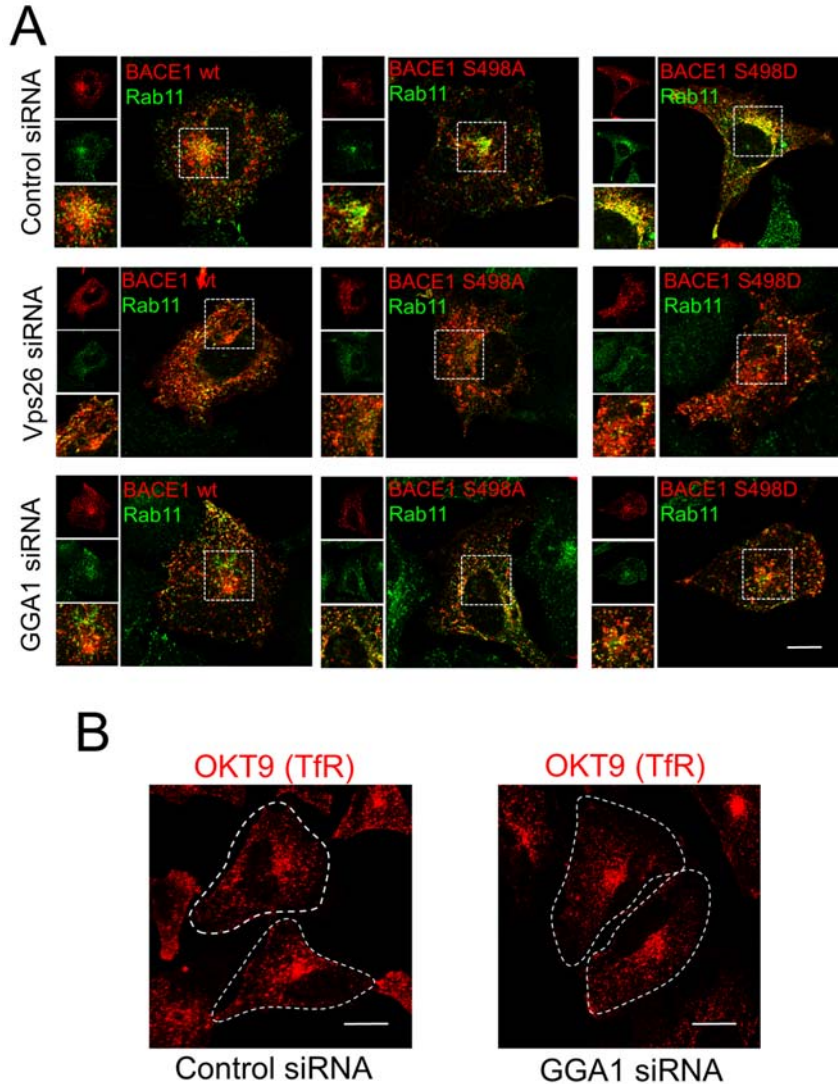 A
Control siRNA
BACE1 wt
Rab11
BACE1 S498A
Rab11
BACE1 S498D
Rab11
Vps26 siRNA
BACE1 wt
Rab11
BACE1 S498A
Rab11
BACE1 S498D
Rab11
GGA1 siRNA
BACE1 wt
Rab11
BACE1 S498A
Rab11
BACE1 S498D
Rab11
B
OKT9 (TfR)
OKT9 (TfR)
Control siRNA
GGA1 siRNA